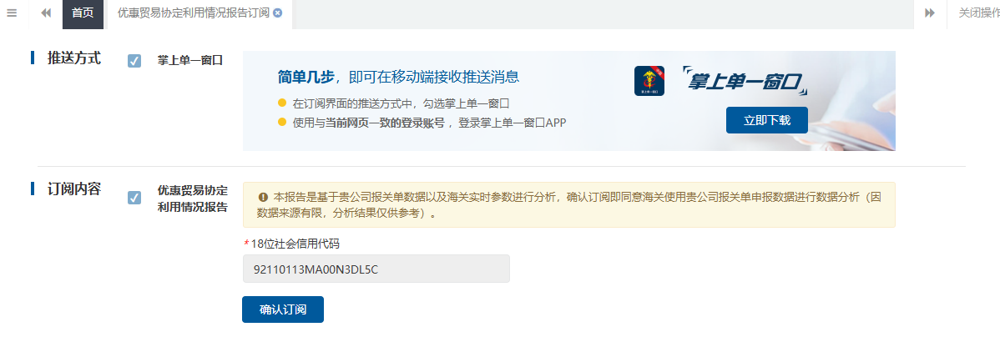 首页
优惠贸易协定利用情况报告订阅
关闭操作
推送方式
掌上单一窗口
简单几步，即可在移动端接收推送消息
在订阅界面的推送方式中，勾选掌上单一窗口
使用与当前网页一致的登录账号，登录掌上单一窗口APP
掌上单一窗口
立即下载
订阅内容
优惠贸易协定
利用情况报告
本报告是基于贵公司报关单数据以及海关实时参数进行分析，确认订阅即同意海关使用贵公司报关单申报数据进行数据分析（因
数据来源有限，分析结果仅供参考）。
*18位社会信用代码
92110113MA00N3DL5C
确认订阅